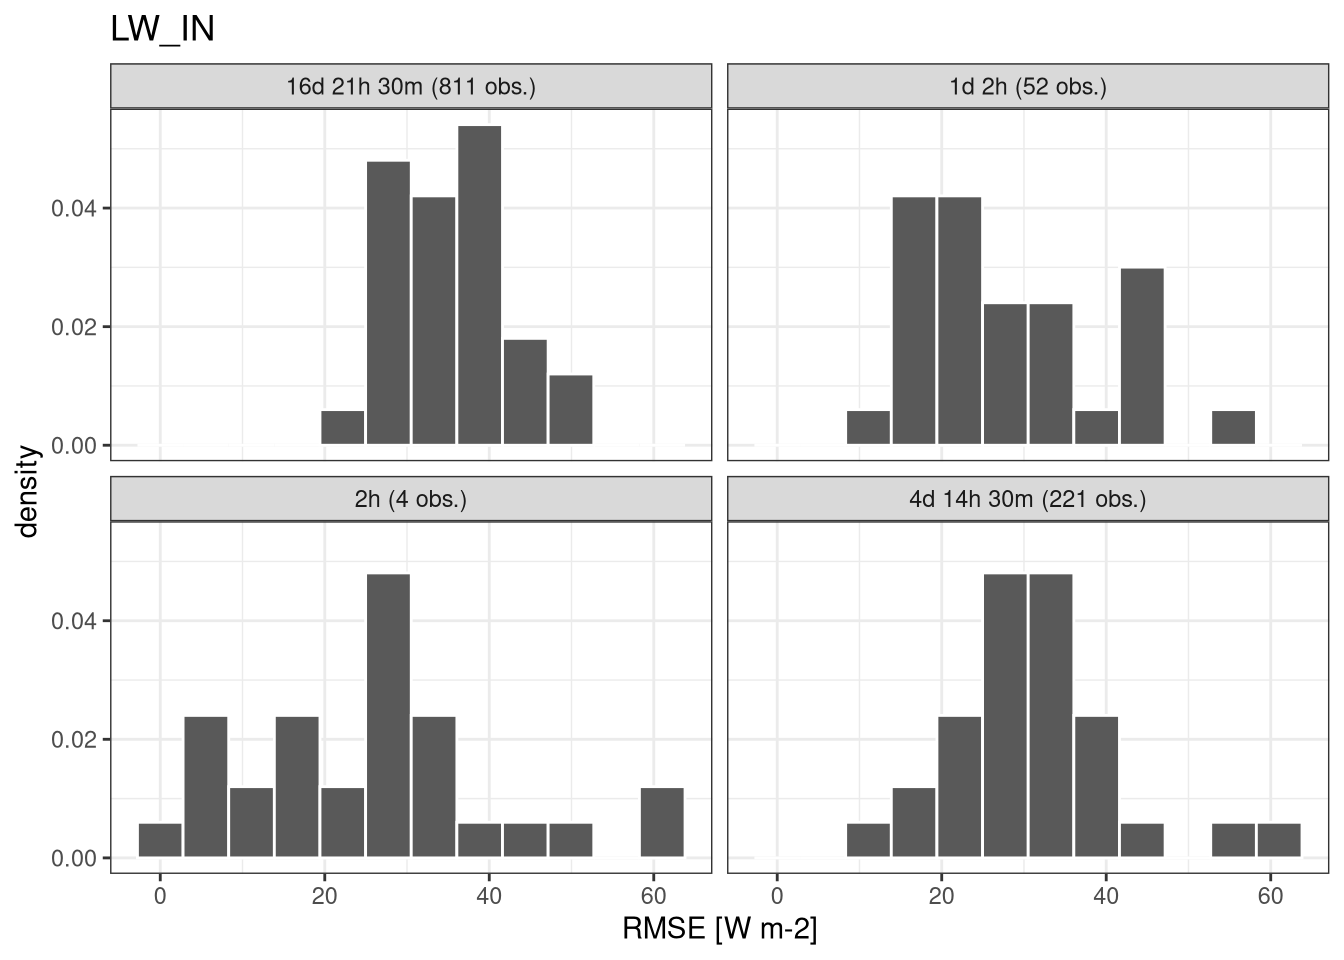 LW_IN
16d 21h 30m (811 obs.)
1d 2h (52 obs.)
0.04
0.02
0.00
2h (4 obs.)
4d 14h 30m (221 obs.)
0.04
0.02
0.00
density
0 20 40 60
0 20 40 60
RMSE [W m-2]